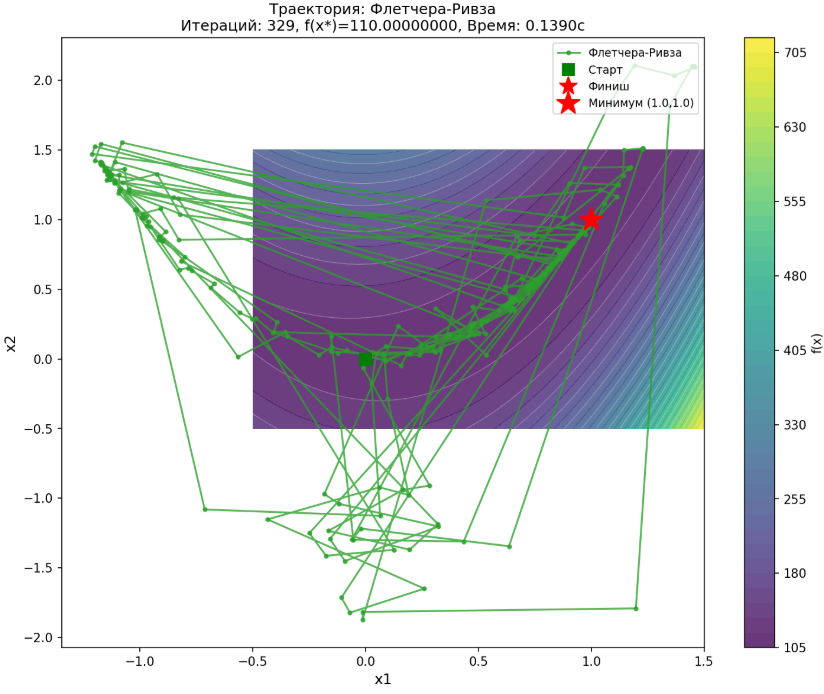 Траектория: Флетчера-Ривза
Итераций: 329, f(x*)=110.00000000, Время: 0.1390с
Флетчера-Ривза
Старт
Финиш
Минимум (1.0,1.0)
2.0
1.5
1.0
0.5
0.0
−0.5
−1.0
−1.5
−2.0
x2
−1.0
−0.5
0.0
0.5
1.0
1.5
x1
705
630
555
480
405
330
255
180
105
f(x)